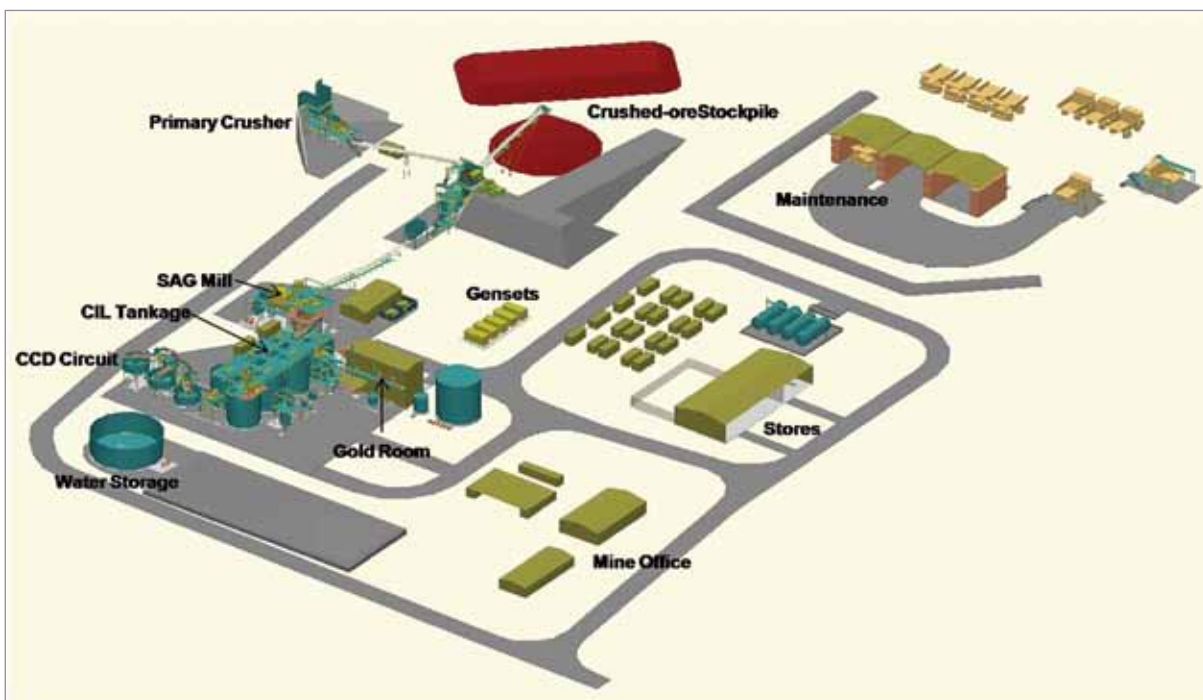 Primary Crusher
Crushed-oreStockpile
Maintenance
SAG Mill
Gensets
CIL Tankage
CCD Circuit
Stores
Gold Room
Water Storage
Mine Office